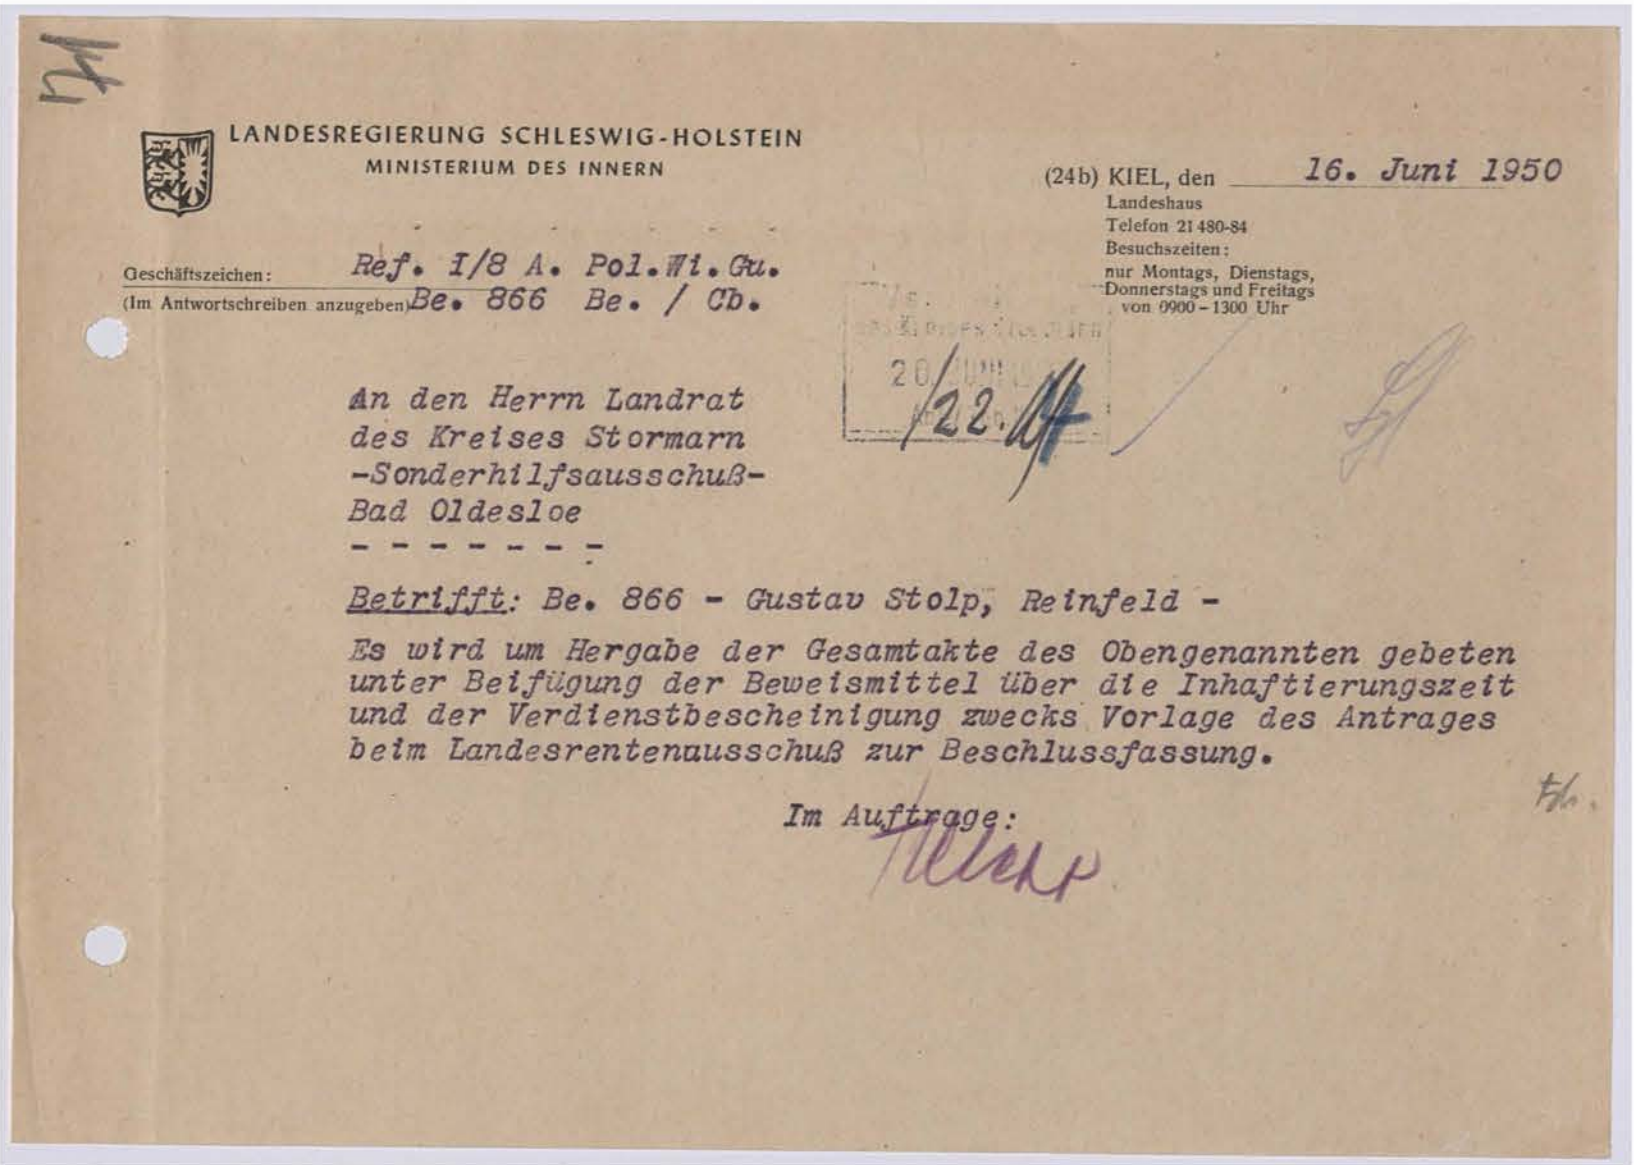 LANDESREGIERUNG SCHLESWIG-HOLSTEIN
MINISTERIUM DES INNERN
(24b) KIEL, den 16. Juni 1950
Landeshaus
Telefon 21 480-84
Besuchszeiten:
nur Montags, Dienstags,
Donnerstags und Freitags
von 0900-1300 Uhr
Geschäftszeichen: Ref. I/8 A. Pol.Wi.Gu.
(Im Antwortschreiben anzugeben) Be. 866 Be. / Cb.
20
22.
An den Herrn Landrat
des Kreises Stormarn
-Sonderhilfsausschuß-
Bad Oldesloe
- - - - - - -
Betrifft: Be. 866 - Gustav Stolp, Reinfeld -
Es wird um Hergabe der Gesamtakte des Obengenannten gebeten
unter Beifügung der Beweismittel über die Inhaftierungszeit
und der Verdienstbescheinigung zwecks Vorlage des Antrages
beim Landesrentenausschuß zur Beschlussfassung.
Im Auftrage: